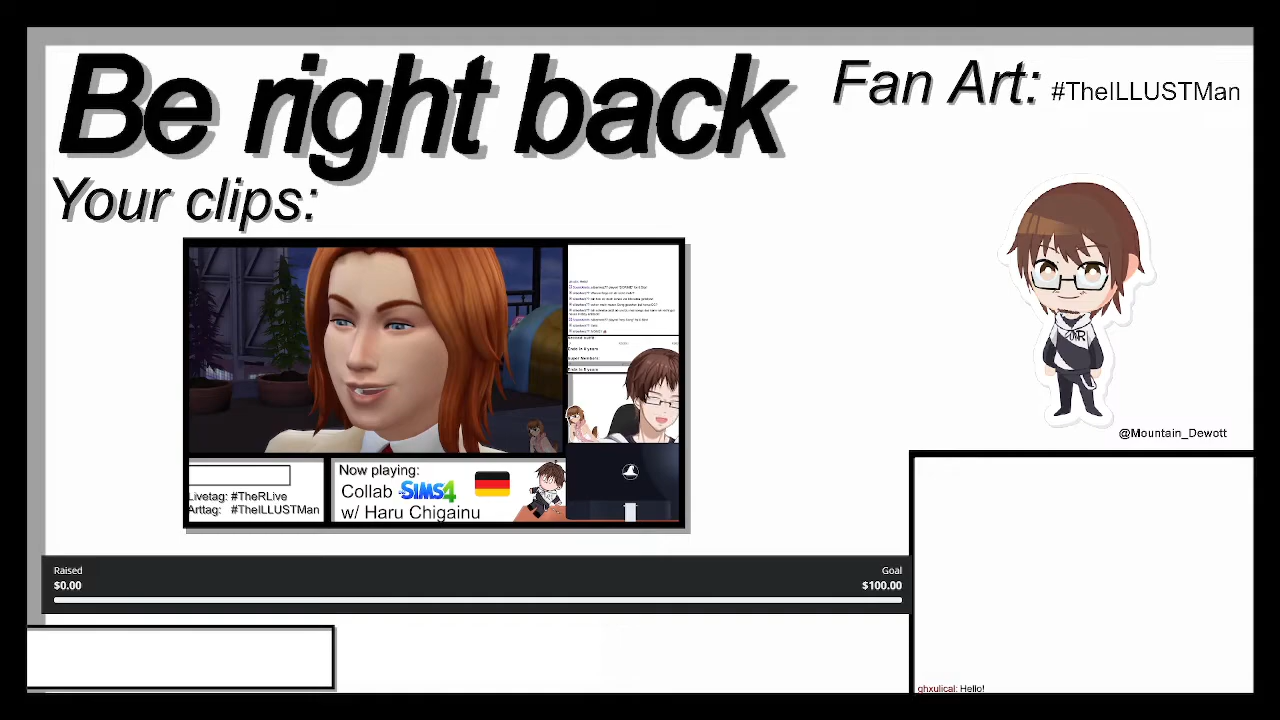 Be right back
Fan Art: #TheILLUSTMan
Your clips:
Livetag: #TheRLive
Arttag: #TheILLUSTMan
Now playing:
Collab SIMS4
w/ Haru Chigainu
@Mountain_Dewott
Raised
$0.00
Goal
$100.00
ghxulical: Hello!